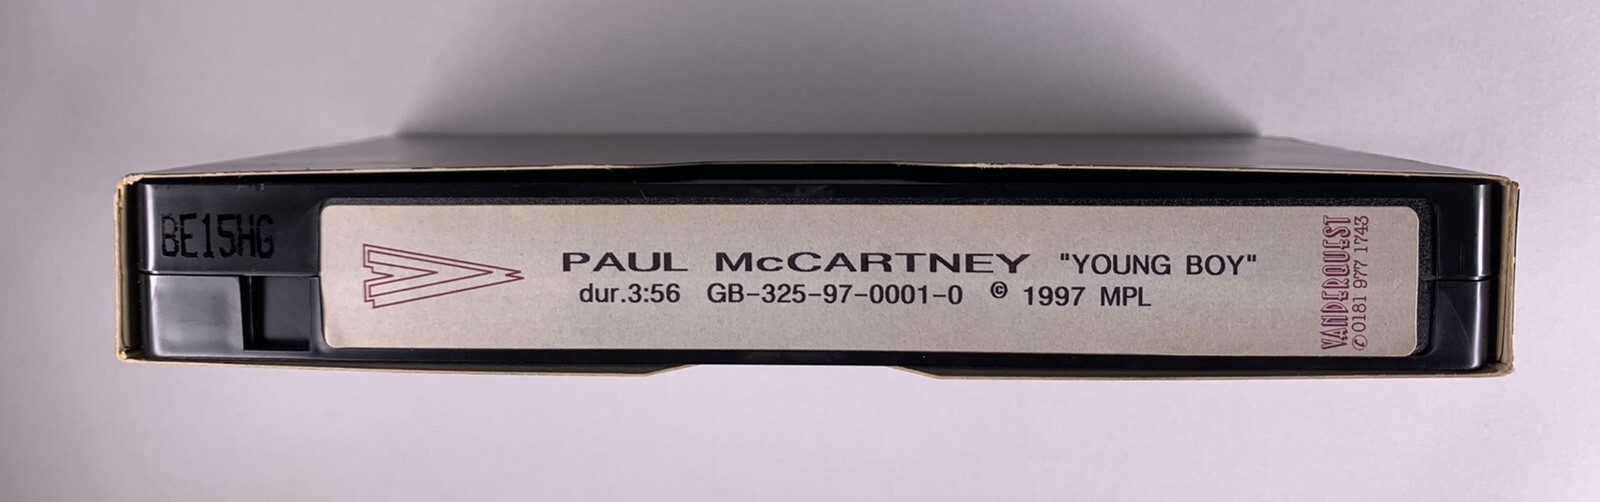 BE15HG
PAUL McCARTNEY "YOUNG BOY"
dur.3:56 GB-325-97-0001-0 © 1997 MPL
VANDERQUEST
✆ 0181 977 1743